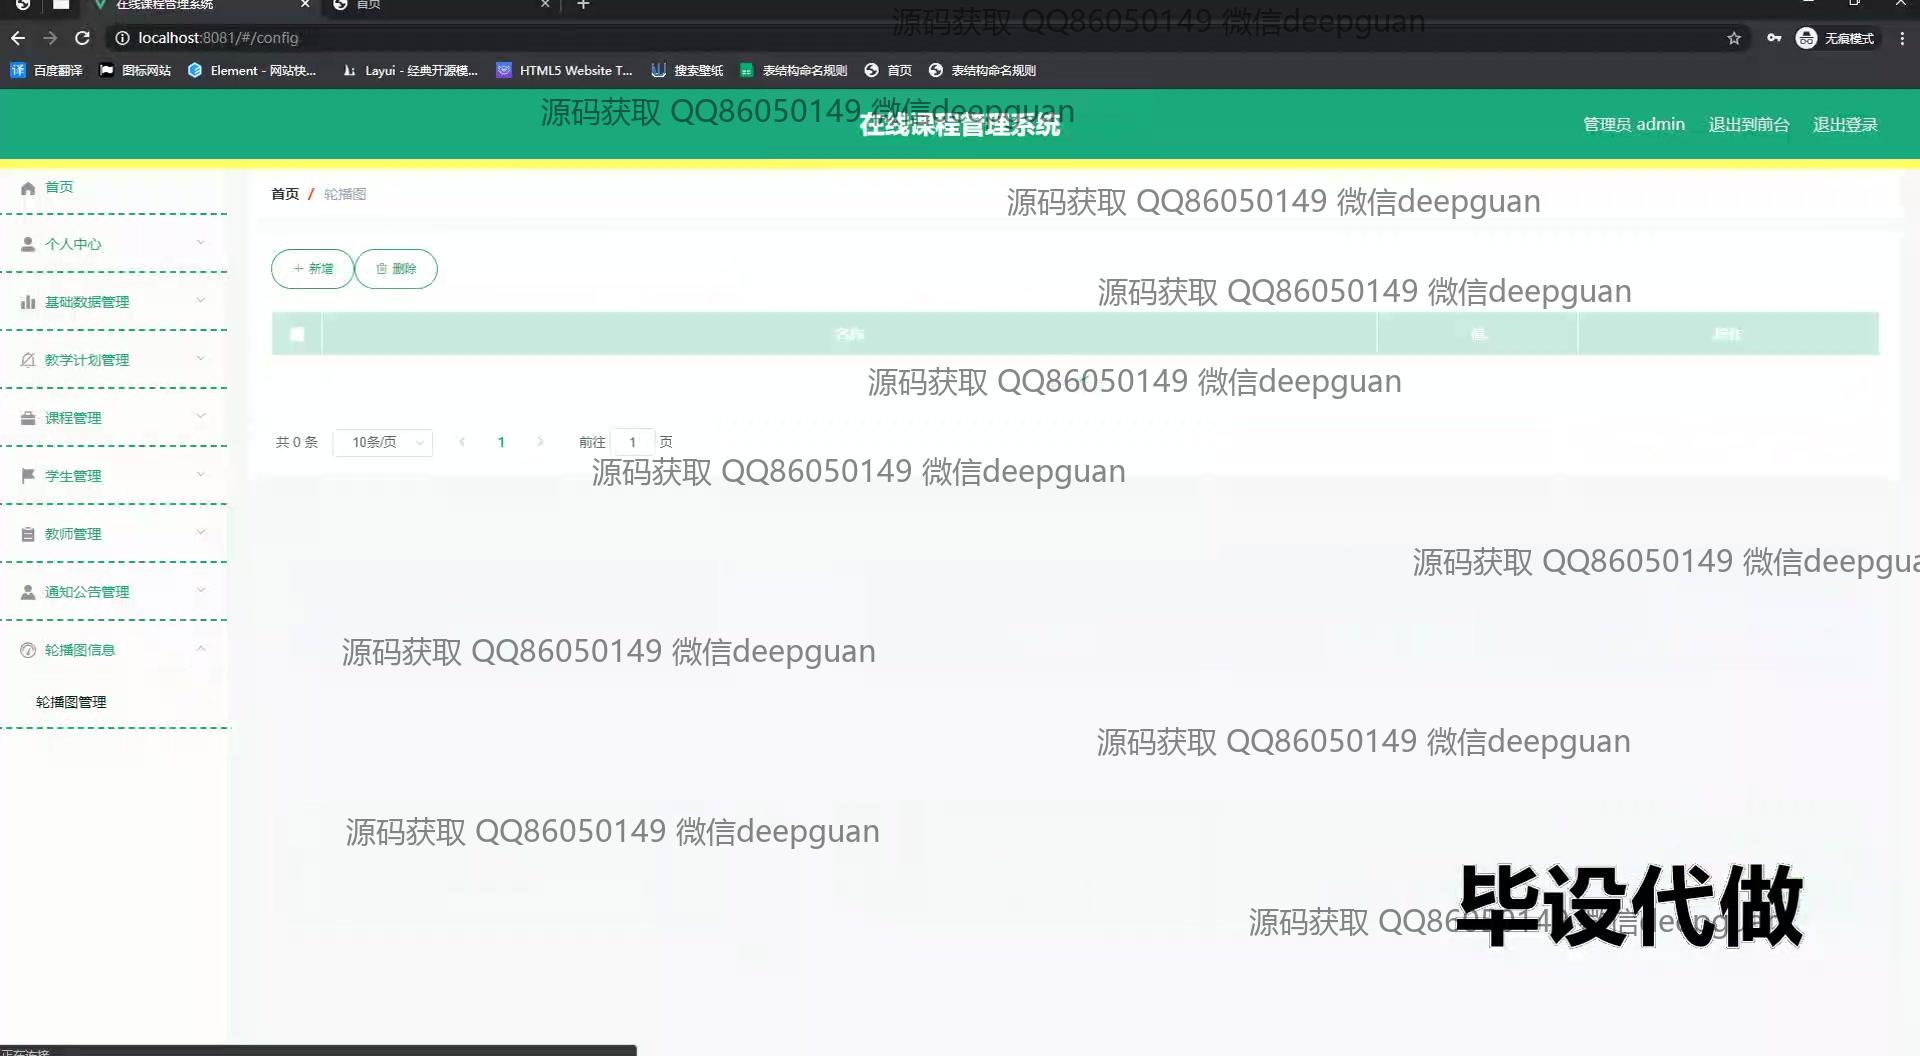 在线课程管理系统
首页
源码获取 QQ86050149 微信deepguan
localhost:8081/#/config
无痕模式
百度翻译
图标网站
Element - 网站快...
Layui - 经典开源模...
HTML5 Website T...
搜索壁纸
表结构命名规则
首页
表结构命名规则
源码获取 QQ86050149 微信deepguan
在线课程管理系统
管理员 admin
退出到前台
退出登录
首页
首页 / 轮播图
源码获取 QQ86050149 微信deepguan
个人中心
新增
删除
基础数据管理
源码获取 QQ86050149 微信deepguan
名称
值
操作
教学计划管理
源码获取 QQ86050149 微信deepguan
课程管理
共 0 条
10条/页
1
前往 1 页
学生管理
源码获取 QQ86050149 微信deepguan
教师管理
源码获取 QQ86050149 微信deepgua
通知公告管理
轮播图信息
源码获取 QQ86050149 微信deepguan
轮播图管理
源码获取 QQ86050149 微信deepguan
源码获取 QQ86050149 微信deepguan
毕设代做
源码获取 QQ86050149 微信deepguan
正在连接